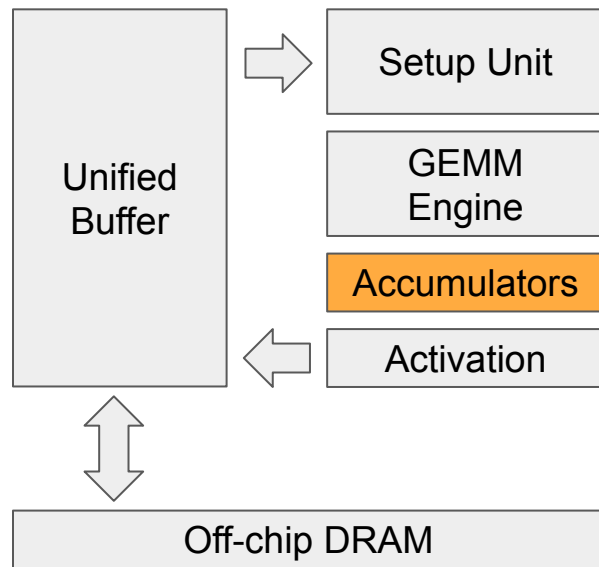 Unified
Buffer
Setup Unit
GEMM
Engine
Accumulators
Activation
Off-chip DRAM